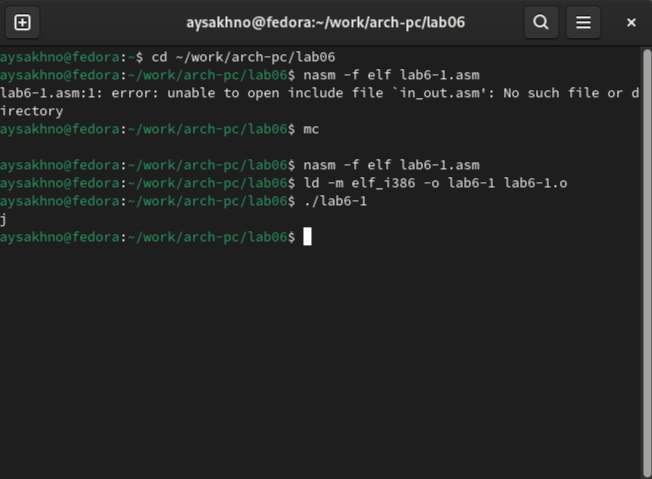 aysakhno@fedora:~/work/arch-pc/lab06
aysakhno@fedora:~$ cd ~/work/arch-pc/lab06
aysakhno@fedora:~/work/arch-pc/lab06$ nasm -f elf lab6-1.asm
lab6-1.asm:1: error: unable to open include file `in_out.asm': No such file or d
irectory
aysakhno@fedora:~/work/arch-pc/lab06$ mc
aysakhno@fedora:~/work/arch-pc/lab06$ nasm -f elf lab6-1.asm
aysakhno@fedora:~/work/arch-pc/lab06$ ld -m elf_i386 -o lab6-1 lab6-1.o
aysakhno@fedora:~/work/arch-pc/lab06$ ./lab6-1
j
aysakhno@fedora:~/work/arch-pc/lab06$